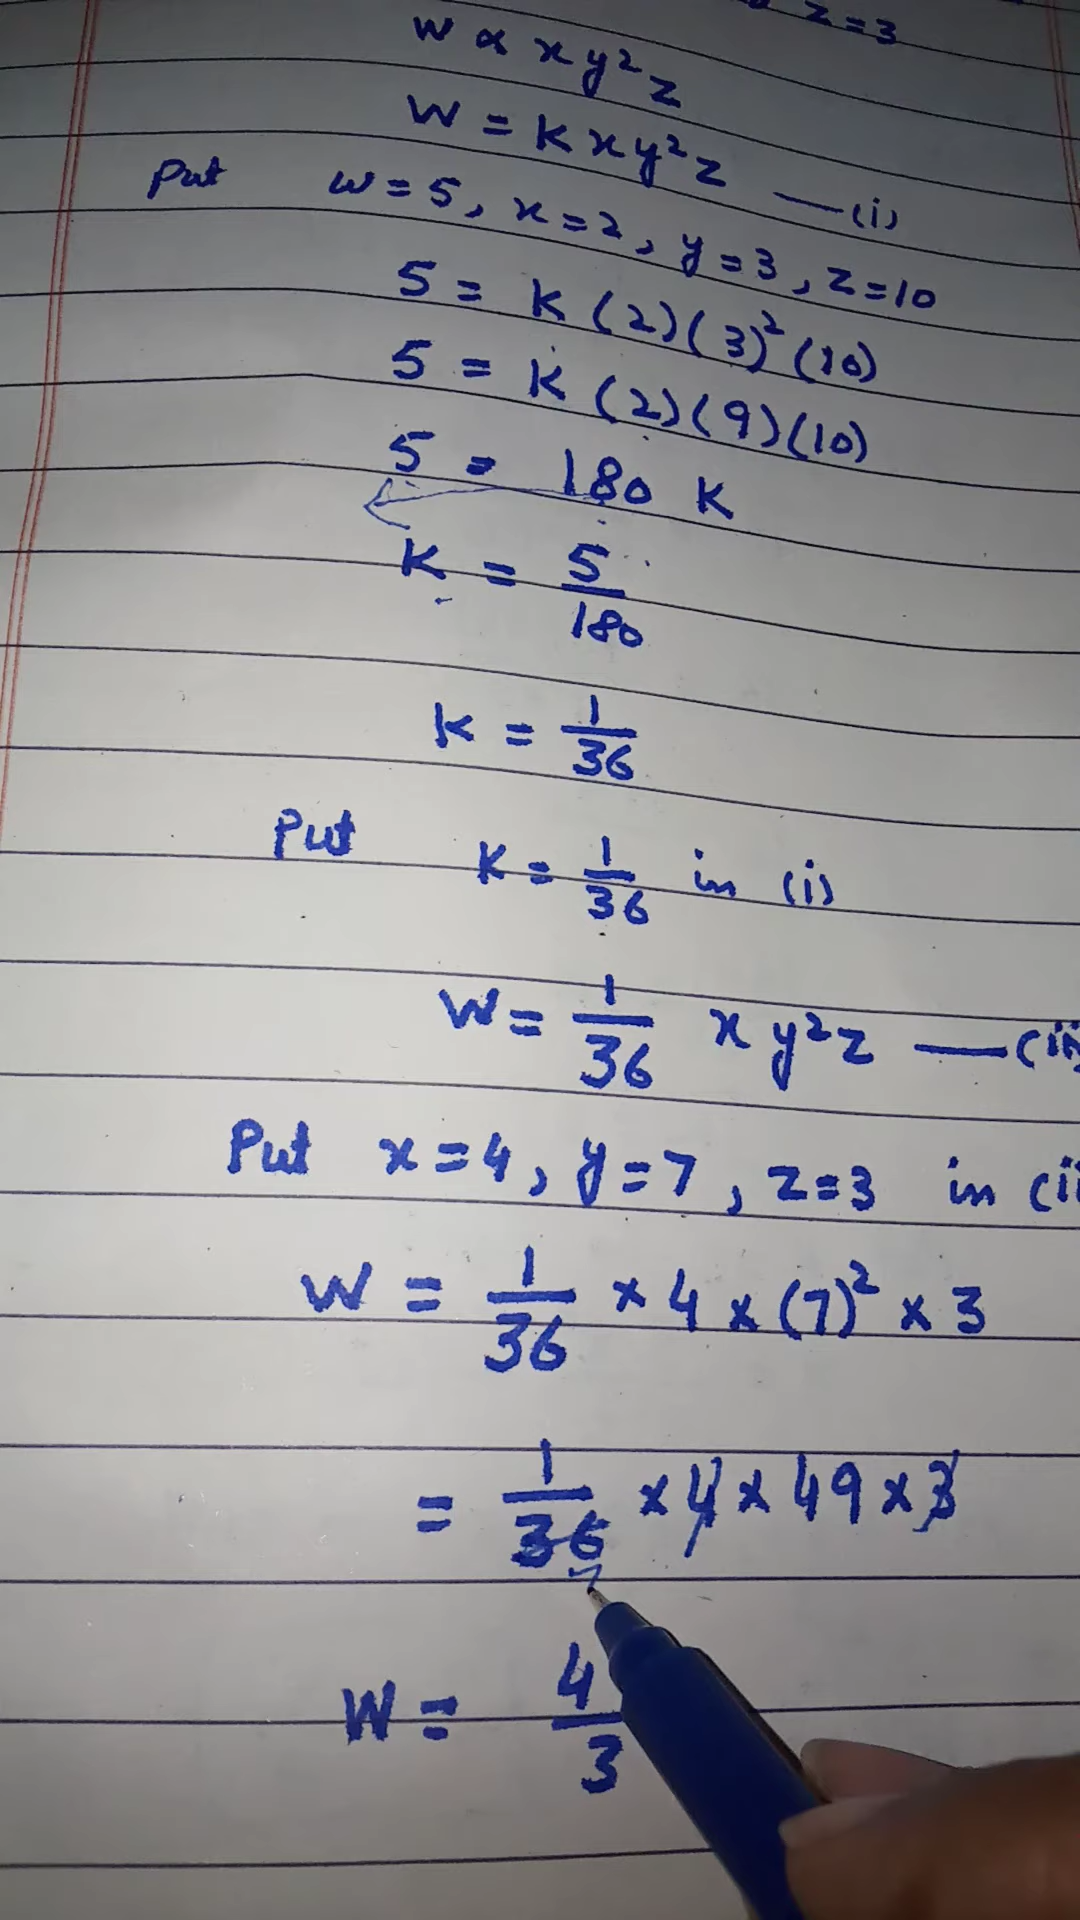 z=3
w ∝ xy²z
w = kxy²z —(i)
Put w=5, x=2, y=3, z=10
5 = k(2)(3)²(10)
5 = k(2)(9)(10)
5 = 180 k
k = 5/180
k = 1/36
Put k = 1/36 in (i)
w = 1/36 xy²z —(ii)
Put x=4, y=7, z=3 in (ii
w = 1/36 × 4 × (7)² × 3
= 1/36 × 4 × 49 × 3
w = 4/3